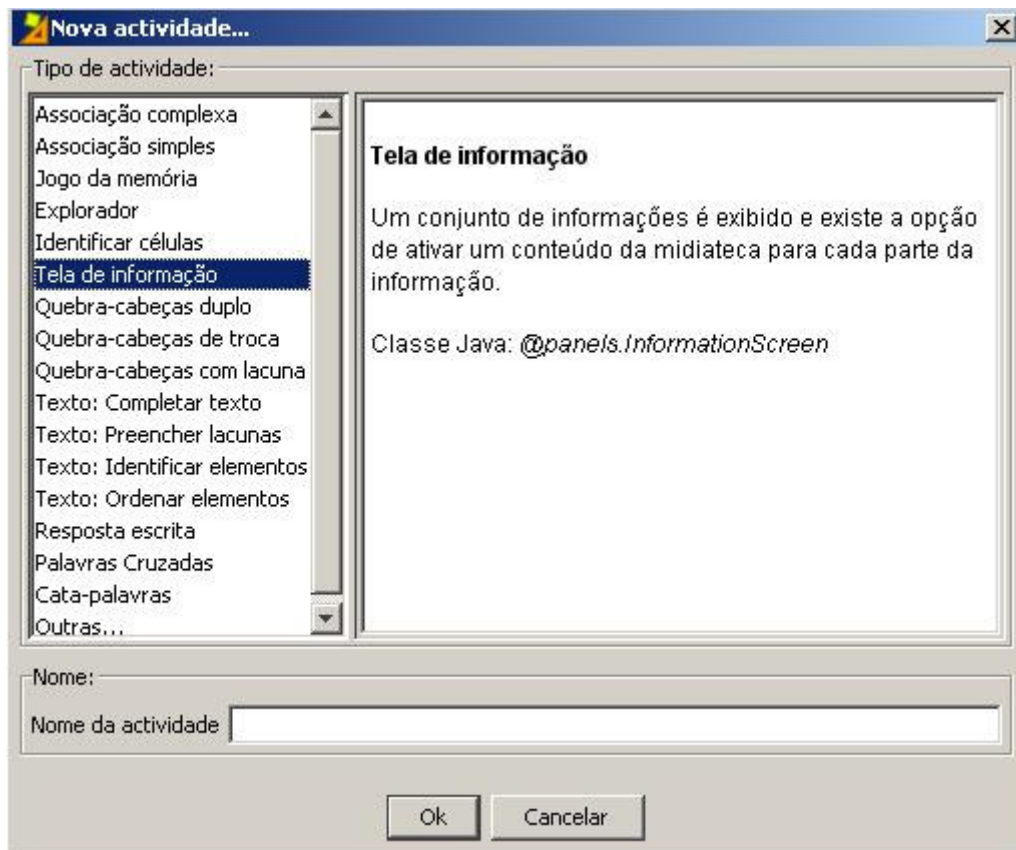 Nova actividade...
Tipo de actividade:
Associação complexa
Associação simples
Jogo da memória
Explorador
Identificar células
Tela de informação
Quebra-cabeças duplo
Quebra-cabeças de troca
Quebra-cabeças com lacuna
Texto: Completar texto
Texto: Preencher lacunas
Texto: Identificar elementos
Texto: Ordenar elementos
Resposta escrita
Palavras Cruzadas
Cata-palavras
Outras...
Tela de informação
Um conjunto de informações é exibido e existe a opção
de ativar um conteúdo da midiateca para cada parte da
informação.
Classe Java: @panels.InformationScreen
Nome:
Nome da actividade
Ok
Cancelar